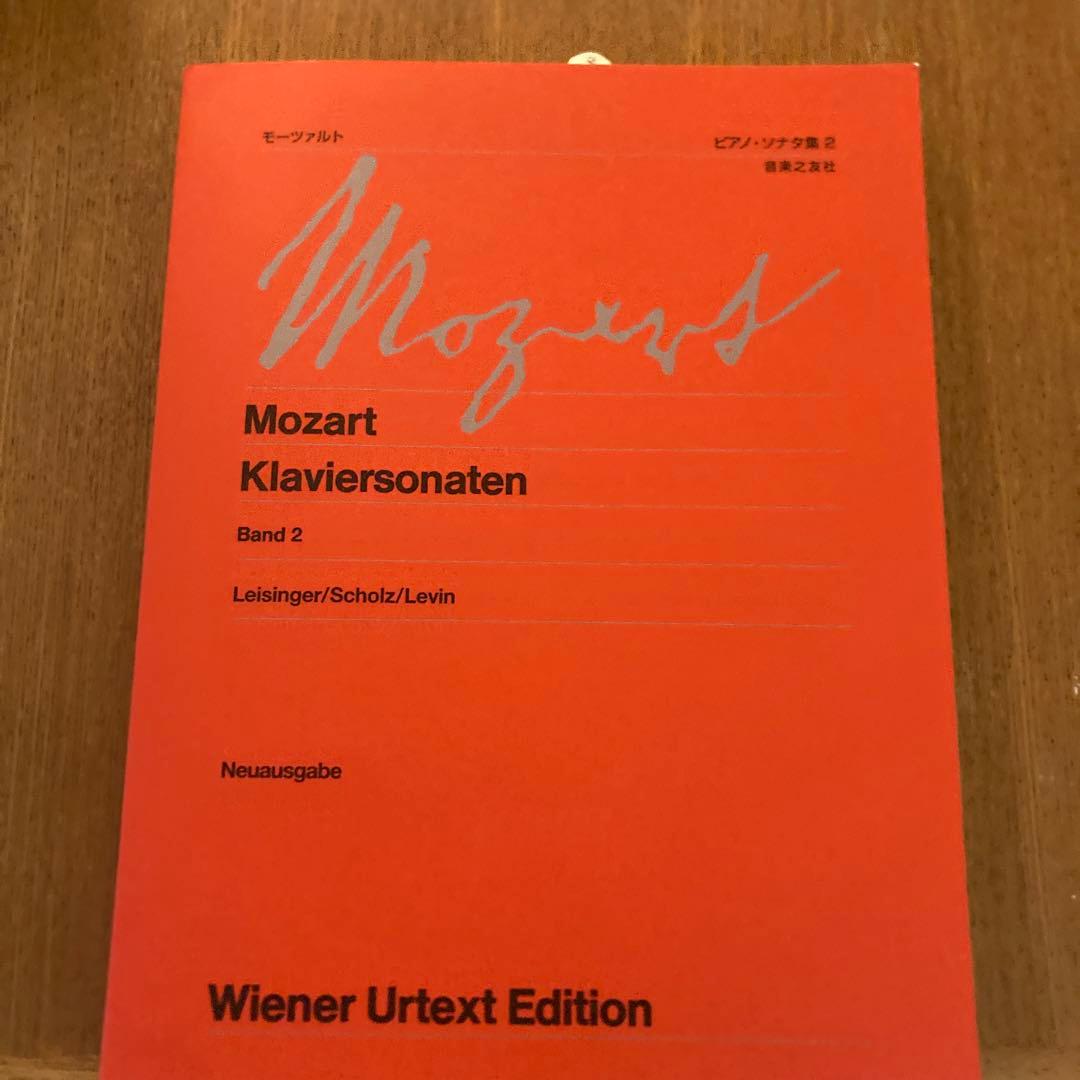 モーツァルト
ピアノ・ソナタ集 2
音楽之友社
Mozart
Mozart
Klaviersonaten
Band 2
Leisinger/Scholz/Levin
Neuausgabe
Wiener Urtext Edition